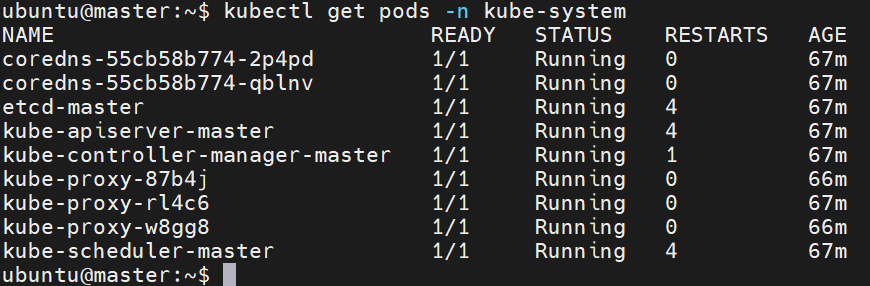 ubuntu@master:~$ kubectl get pods -n kube-system
NAME READY STATUS RESTARTS AGE
coredns-55cb58b774-2p4pd 1/1 Running 0 67m
coredns-55cb58b774-qblnv 1/1 Running 0 67m
etcd-master 1/1 Running 4 67m
kube-apiserver-master 1/1 Running 4 67m
kube-controller-manager-master 1/1 Running 1 67m
kube-proxy-87b4j 1/1 Running 0 66m
kube-proxy-rl4c6 1/1 Running 0 67m
kube-proxy-w8gg8 1/1 Running 0 66m
kube-scheduler-master 1/1 Running 4 67m
ubuntu@master:~$